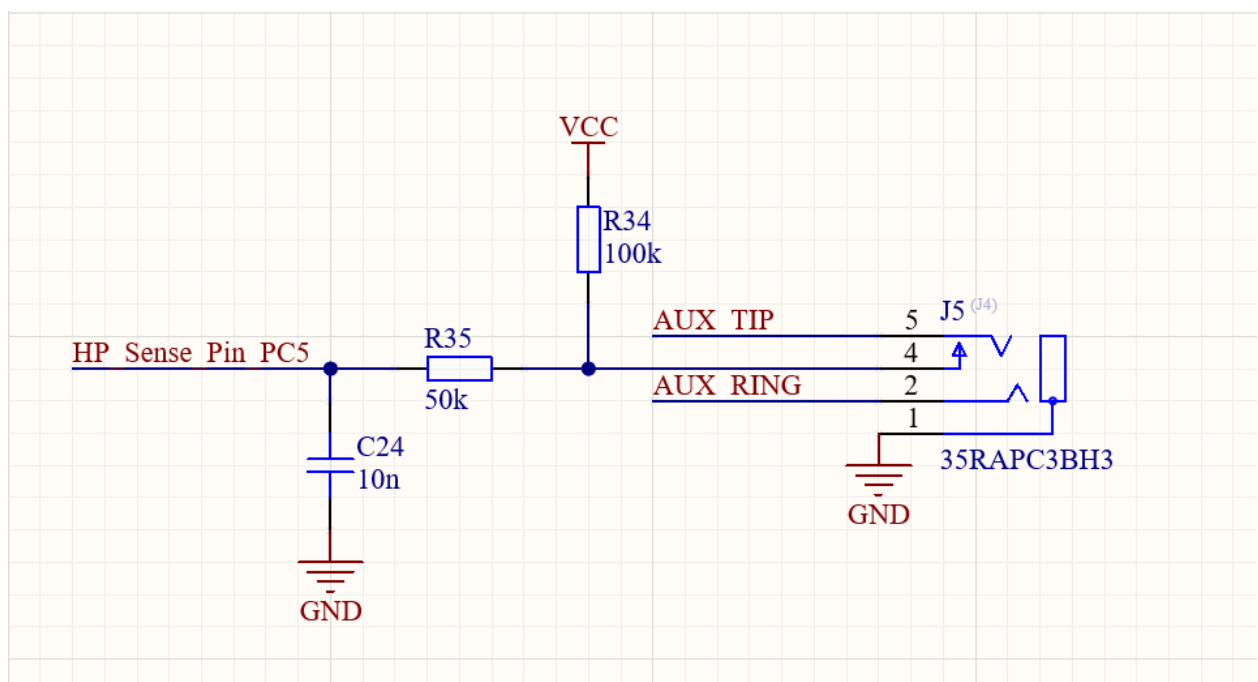 VCC
R34
100k
AUX_TIP
5
J5 (J4)
R35
4
HP_Sense_Pin_PC5
50k
AUX_RING
2
1
C24
10n
35RAPC3BH3
GND
GND